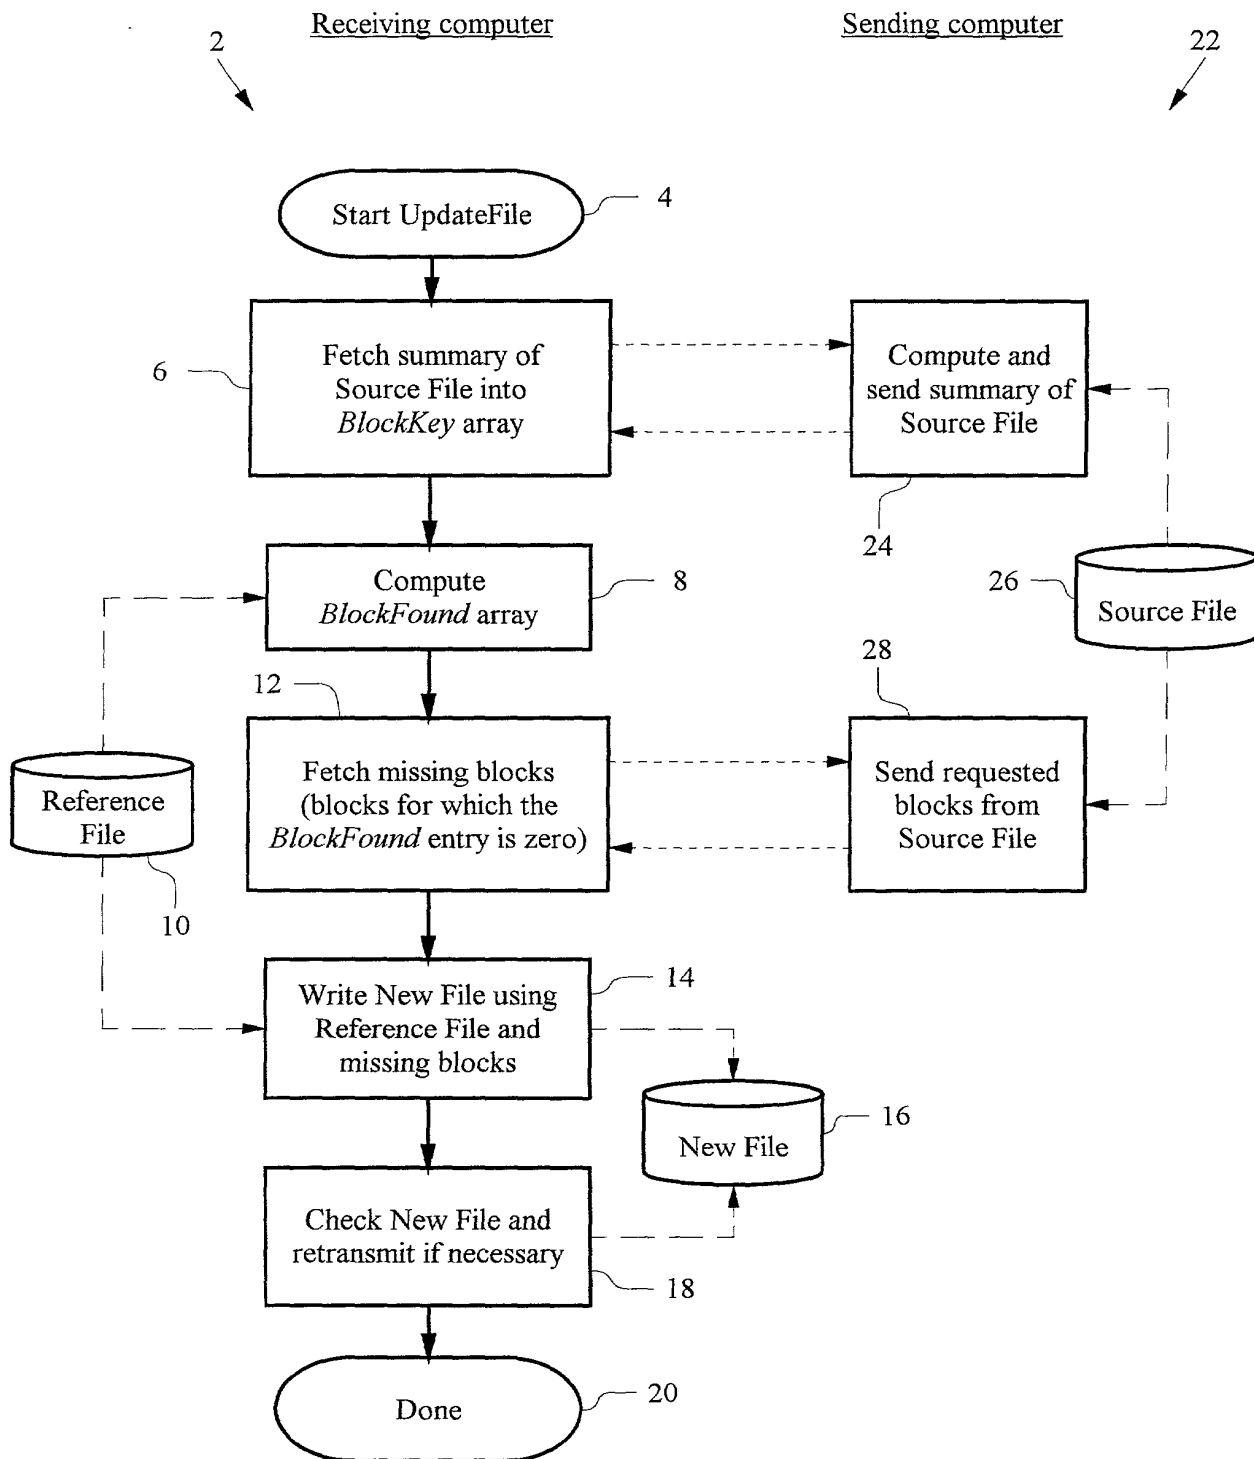 Receiving computer
Sending computer
2
22
Start UpdateFile
4
6
Fetch summary of
Source File into
BlockKey array
Compute and
send summary of
Source File
24
Compute
BlockFound array
8
26
Source File
12
28
Fetch missing blocks
(blocks for which the
BlockFound entry is zero)
Send requested
blocks from
Source File
Reference
File
10
Write New File using
Reference File and
missing blocks
14
New File
16
Check New File and
retransmit if necessary
18
Done
20